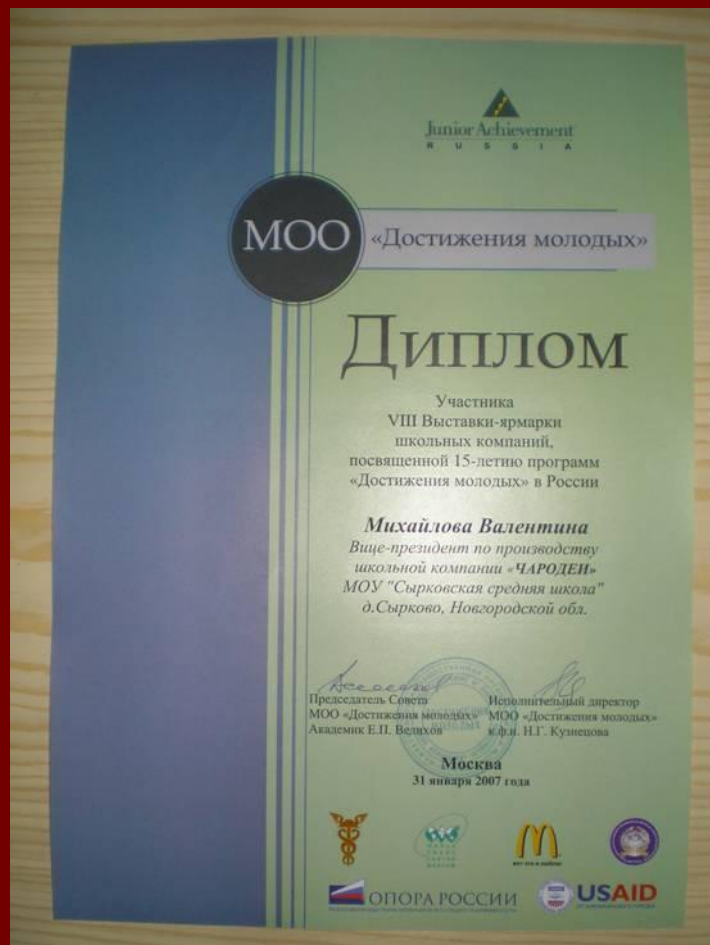 Junior Achievement
RUSSIA
МОО «Достижения молодых»
Диплом
Участника
VIII Выставки-ярмарки
школьных компаний,
посвященной 15-летию программ
«Достижения молодых» в России
Михайлова Валентина
Вице-президент по производству
школьной компании «ЧАРОДЕИ»
МОУ "Сырковская средняя школа"
д.Сырково, Новгородской обл.
Председатель Совета
МОО «Достижения молодых»
Академик Е.П. Велихов
Исполнительный директор
МОО «Достижения молодых»
к.ф.н. Н.Г. Кузнецова
Москва
31 января 2007 года
ОПОРА РОССИИ
USAID